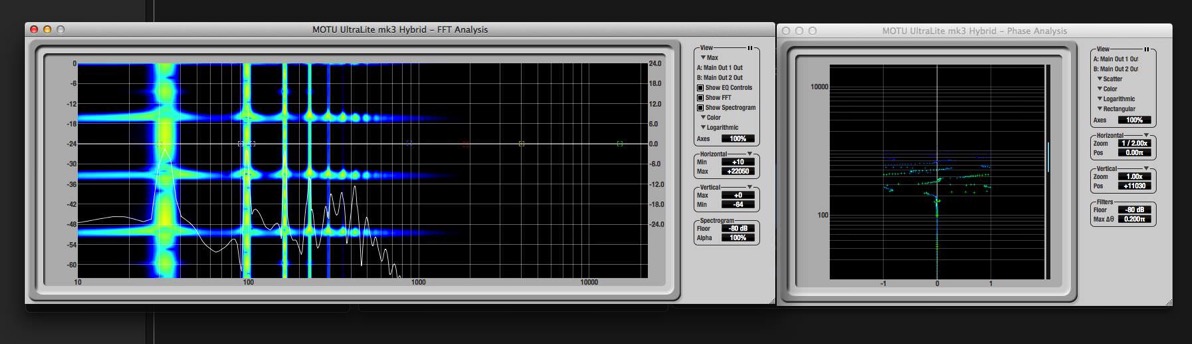 MOTU UltraLite mk3 Hybrid – FFT Analysis
0
-6
-12
-18
-24
-30
-36
-42
-48
-54
-60
24.0
18.0
12.0
6.0
0.0
-6.0
-12.0
-18.0
-24.0
10
100
1000
10000
View
Max
A: Main Out 1 Out
B: Main Out 2 Out
Show EQ Controls
Show FFT
Show Spectrogram
Color
Logarithmic
Axes 100%
Horizontal
Min +10
Max +22050
Vertical
Max +0
Min -64
Spectrogram
Floor -80 dB
Alpha 100%
MOTU UltraLite mk3 Hybrid – Phase Analysis
10000
100
-1
0
1
View
A: Main Out 1 Out
B: Main Out 2 Out
Scatter
Color
Logarithmic
Rectangular
Axes 100%
Horizontal
Zoom 1 / 2.00x
Pos 0.00π
Vertical
Zoom 1.00x
Pos +11030
Filters
Floor -80 dB
Max Δθ 0.200π